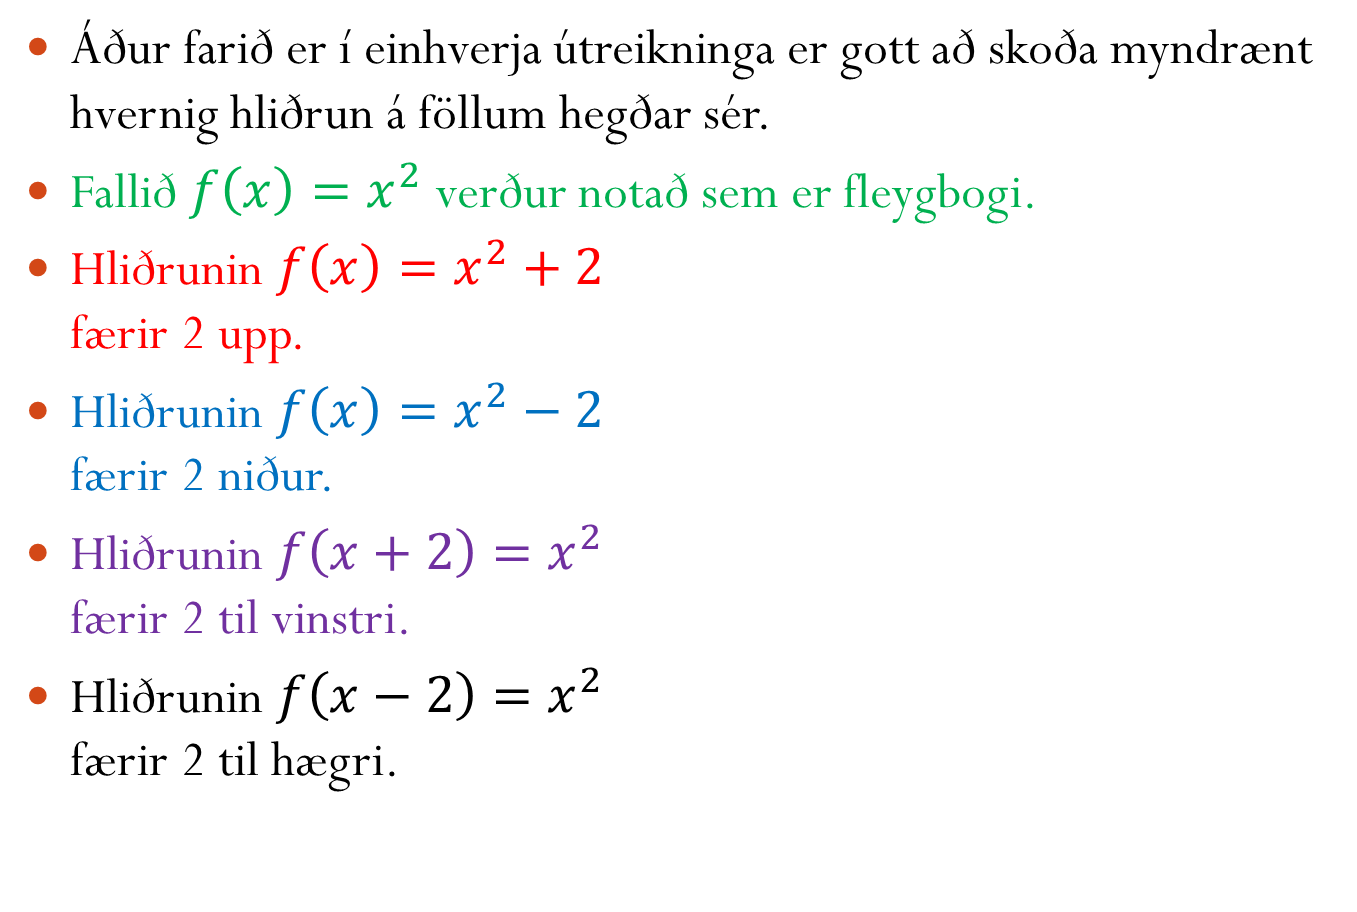 • Áður farið er í einhverja útreikninga er gott að skoða myndrænt
hvernig hliðrun á föllum hegðar sér.
• Fallið f(x) = x² verður notað sem er fleygbogi.
• Hliðrunin f(x) = x² + 2
færir 2 upp.
• Hliðrunin f(x) = x² − 2
færir 2 niður.
• Hliðrunin f(x + 2) = x²
færir 2 til vinstri.
• Hliðrunin f(x − 2) = x²
færir 2 til hægri.